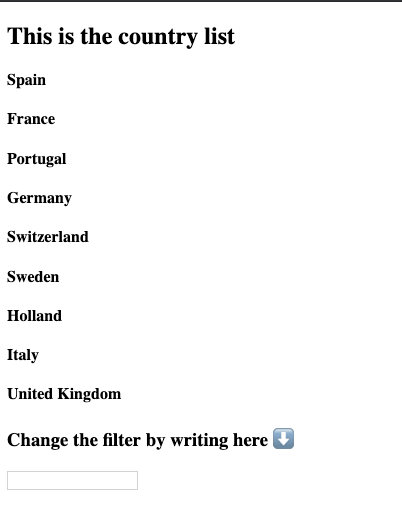 This is the country list
Spain
France
Portugal
Germany
Switzerland
Sweden
Holland
Italy
United Kingdom
Change the filter by writing here ⬇️